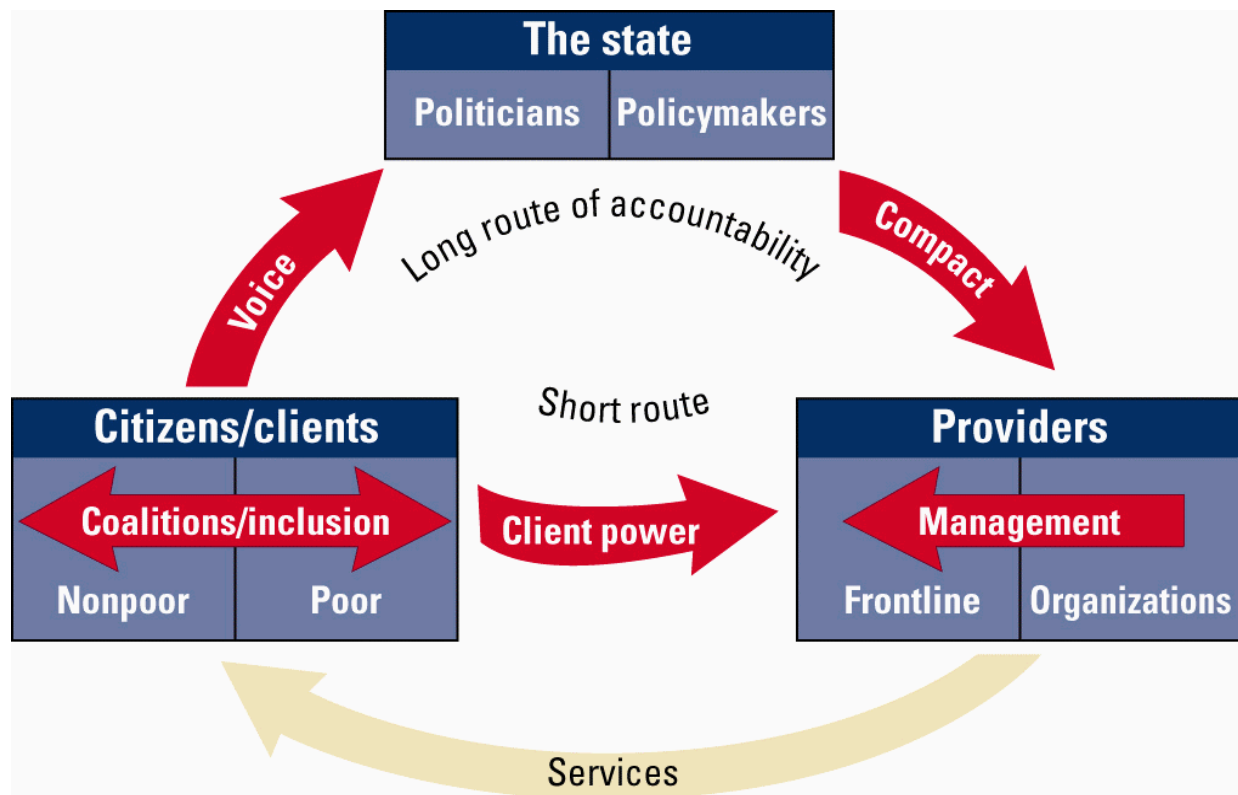 The state
Politicians
Policymakers
Long route of accountability
Voice
Compact
Short route
Citizens/clients
Coalitions/inclusion
Nonpoor
Poor
Client power
Providers
Management
Frontline
Organizations
Services